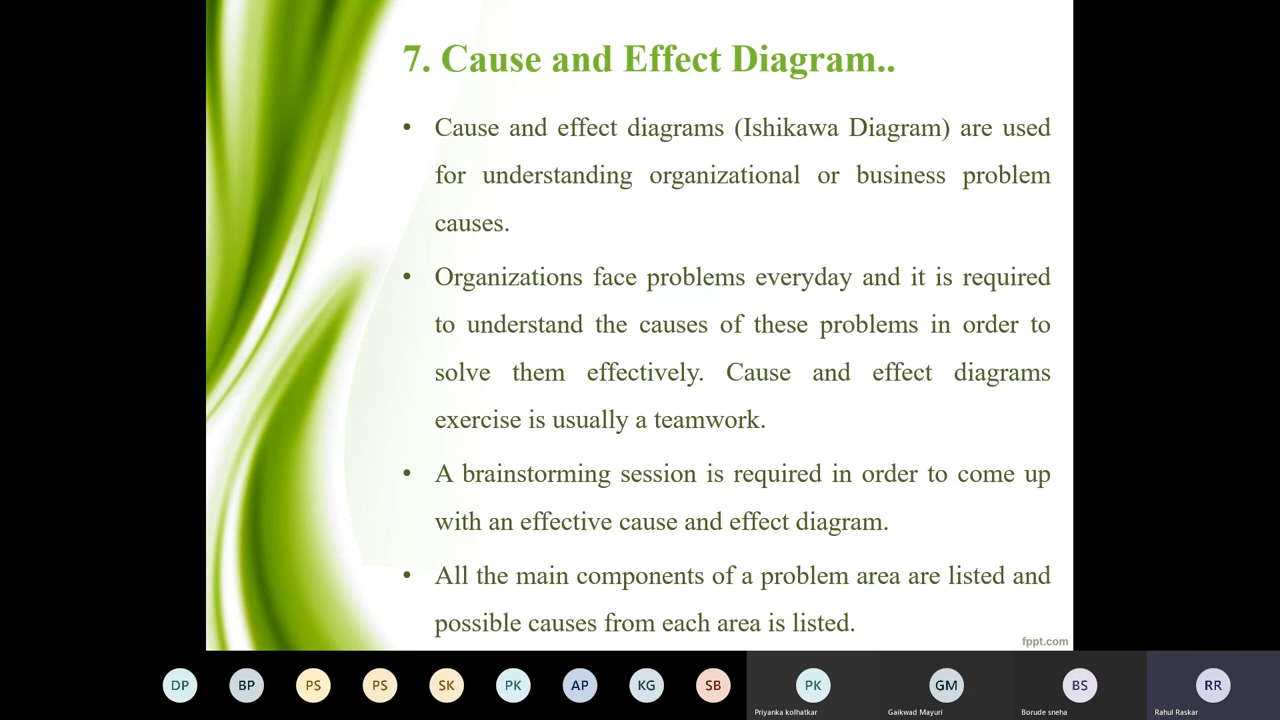 7. Cause and Effect Diagram..
• Cause and effect diagrams (Ishikawa Diagram) are used
for understanding organizational or business problem
causes.
• Organizations face problems everyday and it is required
to understand the causes of these problems in order to
solve them effectively. Cause and effect diagrams
exercise is usually a teamwork.
• A brainstorming session is required in order to come up
with an effective cause and effect diagram.
• All the main components of a problem area are listed and
possible causes from each area is listed.
fppt.com
DP BP PS PS SK PK AP KG SB PK GM BS RR
Priyanka kolhatkar Gaikwad Mayuri Borude sneha Rahul Raskar